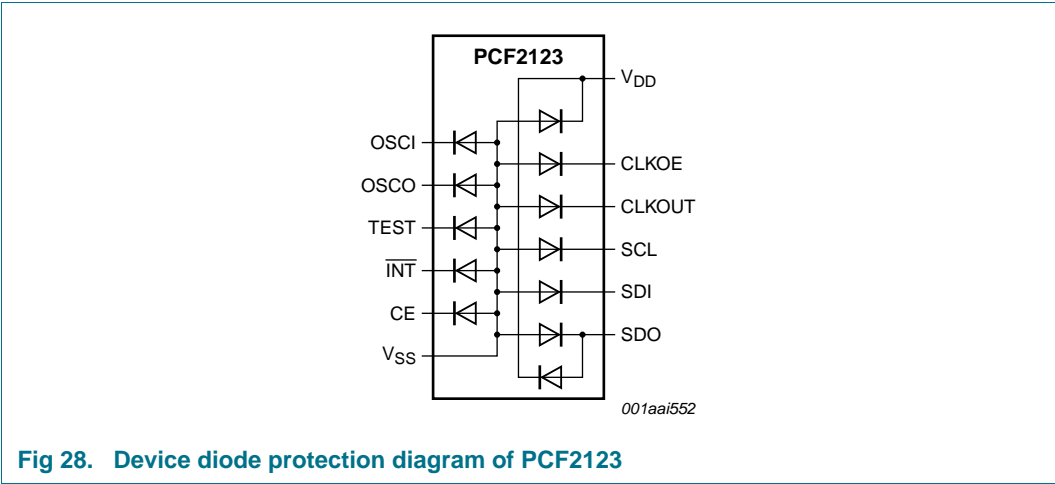 PCF2123
VDD
OSCI
CLKOE
OSCO
CLKOUT
TEST
SCL
INT
SDI
CE
SDO
VSS
001aai552
Fig 28. Device diode protection diagram of PCF2123